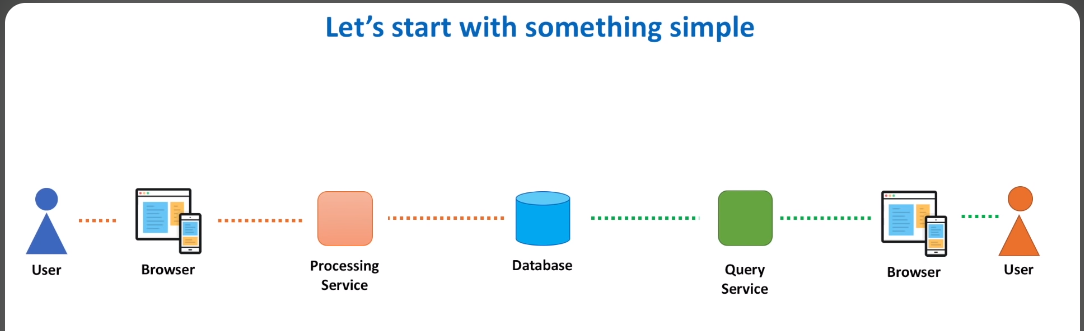 Let’s start with something simple
User
Browser
Processing
Service
Database
Query
Service
Browser
User